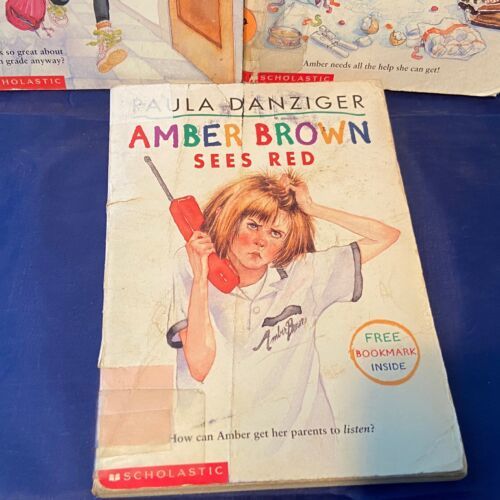 s so great about
n grade anyway?
SCHOLASTIC
Amber needs all the help she can get!
SCHOLASTIC
PAULA DANZIGER
AMBER BROWN
SEES RED
Amber Brown
FREE
BOOKMARK
INSIDE
How can Amber get her parents to listen?
SCHOLASTIC